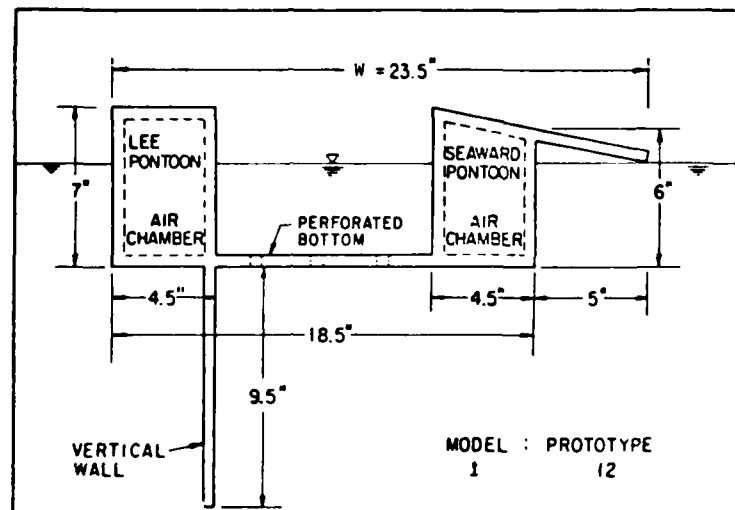 W = 23.5"
LEE
PONTOON
AIR
CHAMBER
7"
SEAWARD
PONTOON
AIR
CHAMBER
6"
PERFORATED
BOTTOM
4.5"
4.5"
5"
18.5"
9.5"
VERTICAL
WALL
MODEL : PROTOTYPE
1 12